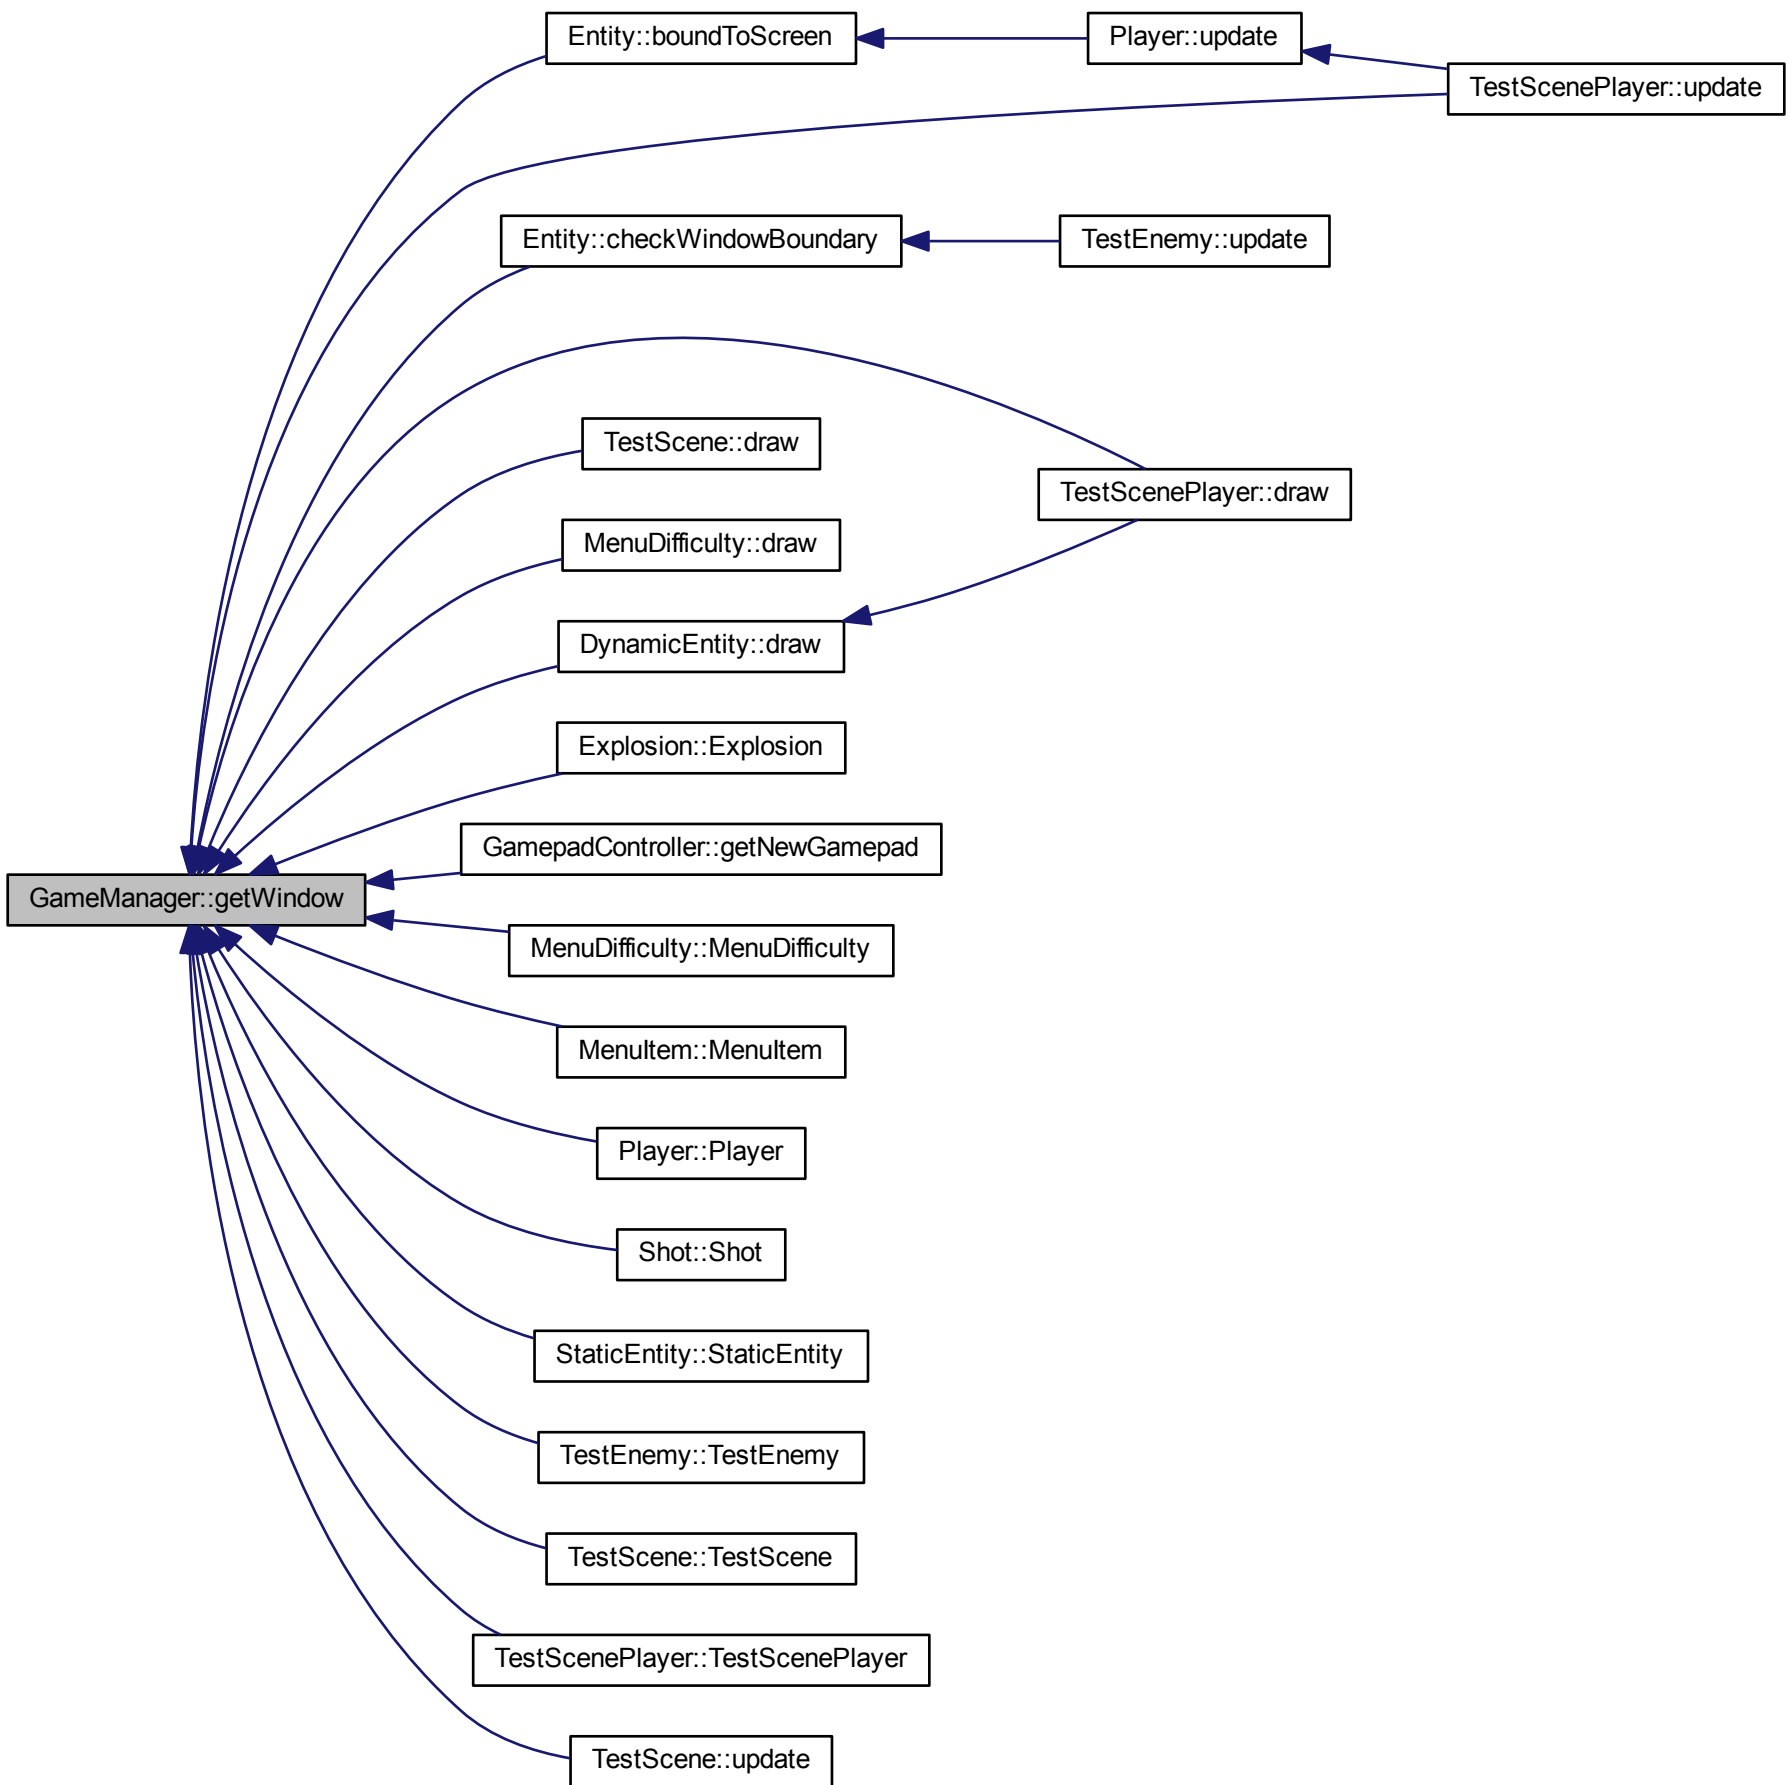 Entity::boundToScreen
Player::update
TestScenePlayer::update
Entity::checkWindowBoundary
TestEnemy::update
TestScene::draw
TestScenePlayer::draw
MenuDifficulty::draw
DynamicEntity::draw
Explosion::Explosion
GamepadController::getNewGamepad
GameManager::getWindow
MenuDifficulty::MenuDifficulty
MenuItem::MenuItem
Player::Player
Shot::Shot
StaticEntity::StaticEntity
TestEnemy::TestEnemy
TestScene::TestScene
TestScenePlayer::TestScenePlayer
TestScene::update